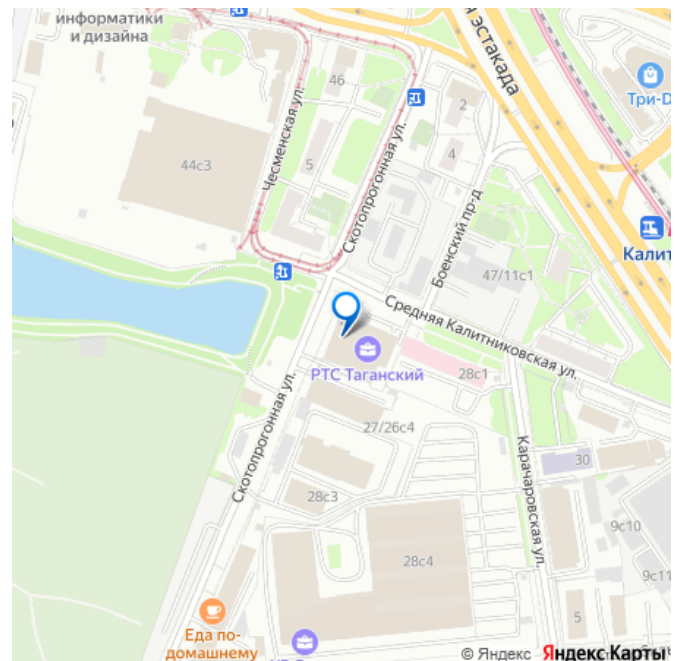 информатики
и дизайна
я эстакада
46
2
Три-D
Чесменская ул.
44с3
5
4
Скотопрогонная ул.
Боенский пр-д
Калит
47/11с1
Средняя Калитниковская ул.
РТС Таганский
28с1
Скотопрогонная ул.
27/26с4
Карачаровская ул.
30
28с3
9с10
28с4
9с11
Еда по-
домашнему
5
© Яндекс Яндекс Карты